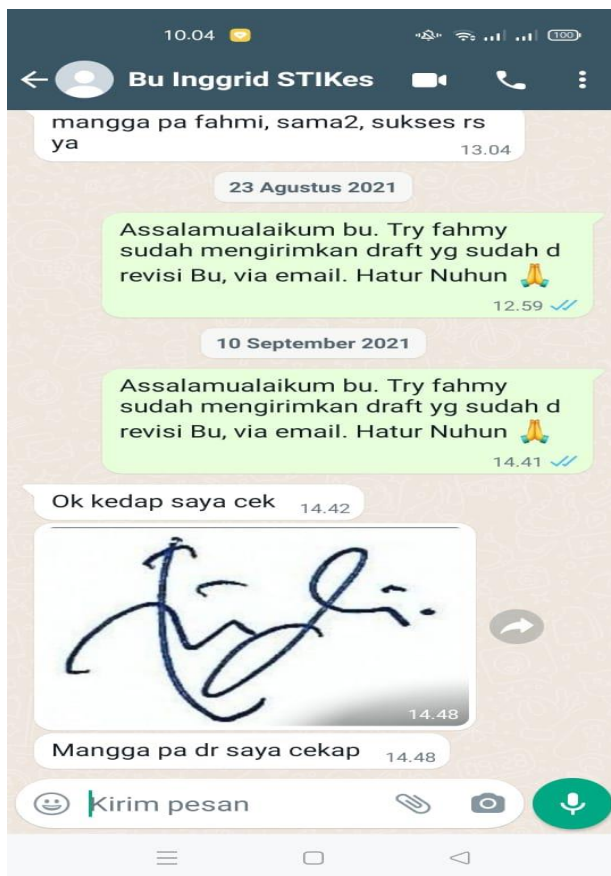 10.04
100
Bu Inggrid STIKes
mangga pa fahmi, sama2, sukses rs
ya
13.04
23 Agustus 2021
Assalamualaikum bu. Try fahmy
sudah mengirimkan draft yg sudah d
revisi Bu, via email. Hatur Nuhun 🙏
12.59
10 September 2021
Assalamualaikum bu. Try fahmy
sudah mengirimkan draft yg sudah d
revisi Bu, via email. Hatur Nuhun 🙏
14.41
Ok kedap saya cek 14.42
14.48
Mangga pa dr saya cekap 14.48
Kirim pesan